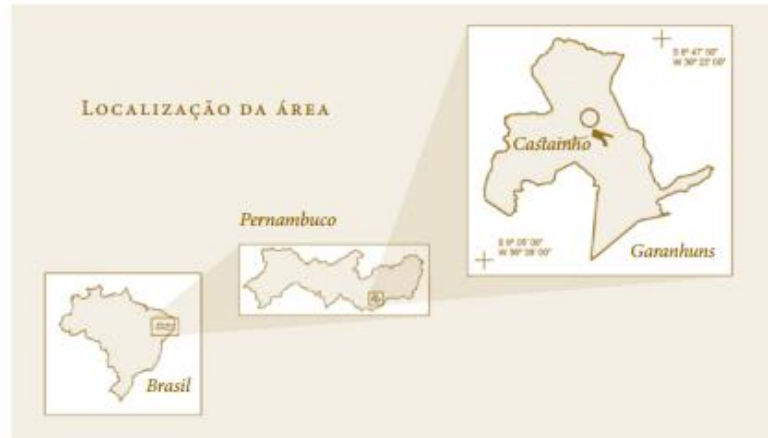 Localização da área
Pernambuco
Brasil
Castainho
Garanhuns